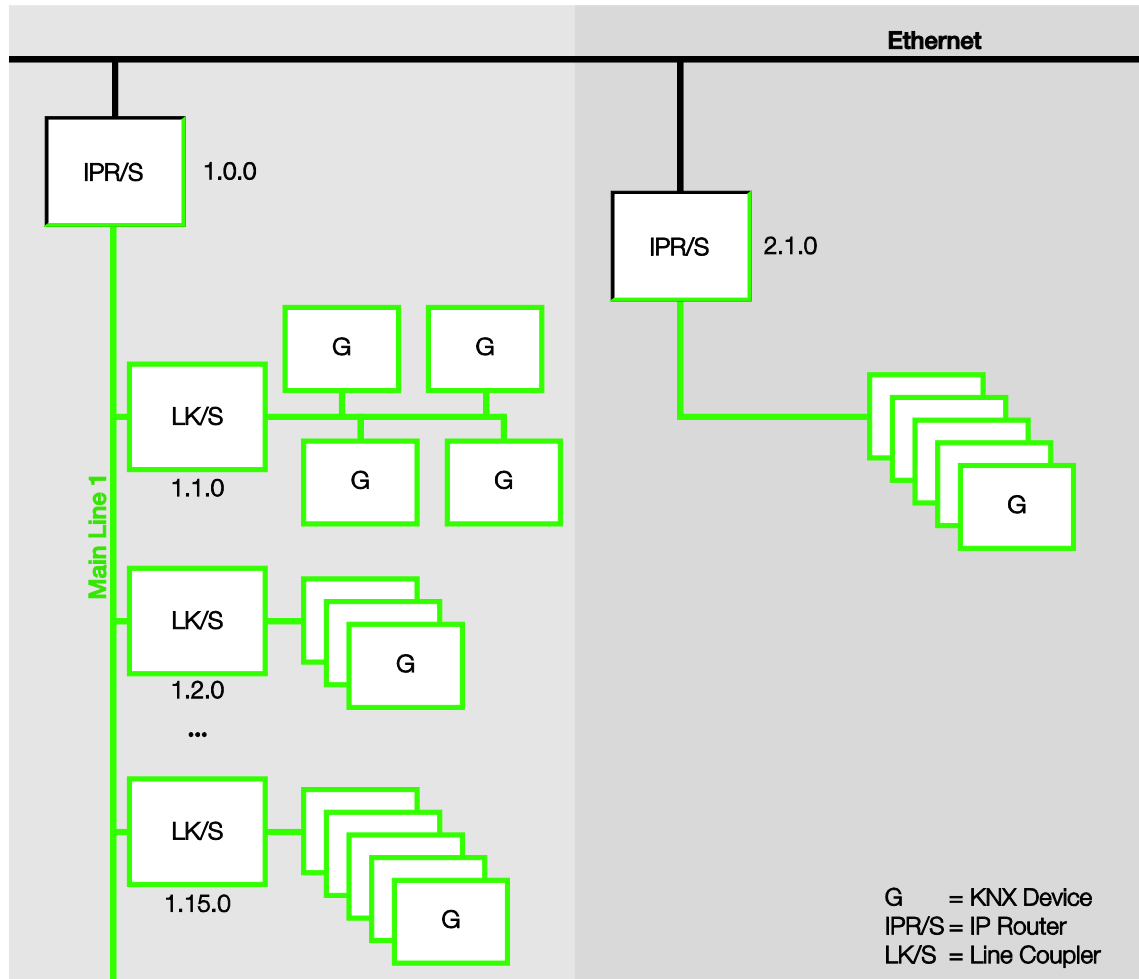 Ethernet
IPR/S 1.0.0
IPR/S 2.1.0
Main Line 1
G G
LK/S
G G
1.1.0
G
LK/S
G
1.2.0
...
LK/S
G
1.15.0
G = KNX Device
IPR/S = IP Router
LK/S = Line Coupler